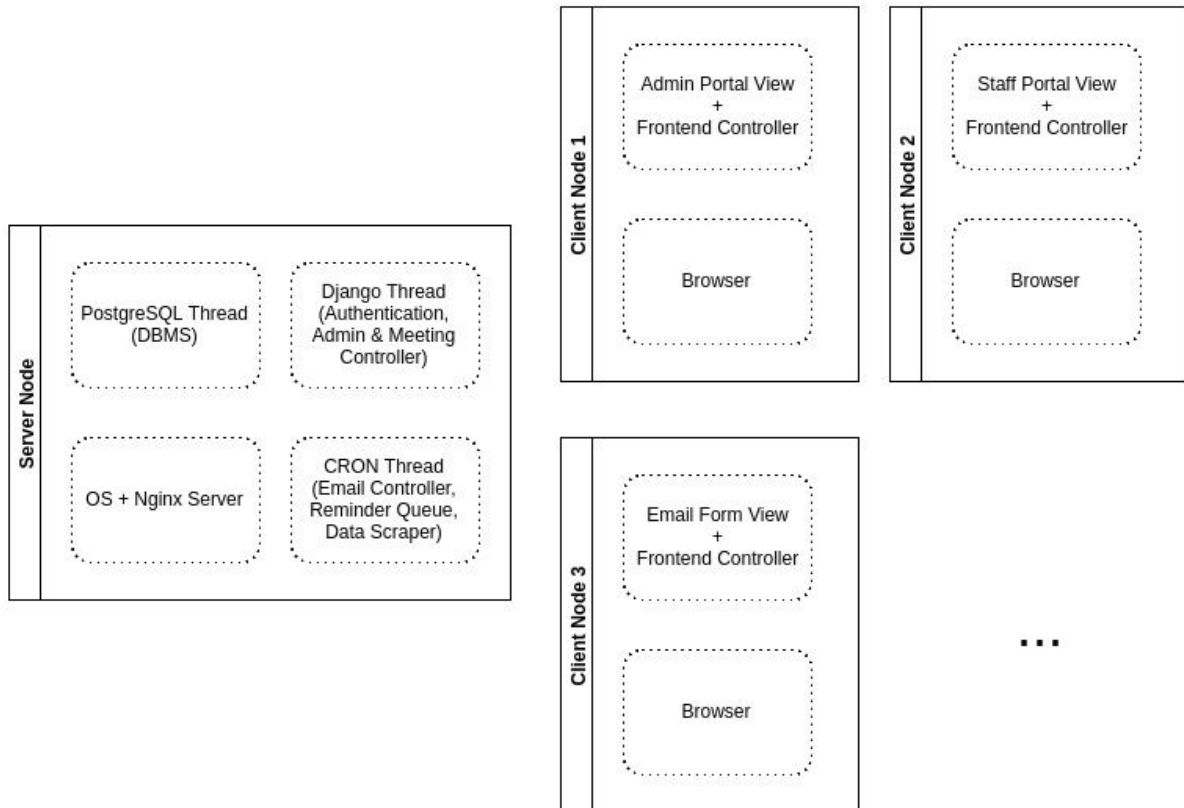 Server Node
PostgreSQL Thread
(DBMS)
Django Thread
(Authentication,
Admin & Meeting
Controller)
OS + Nginx Server
CRON Thread
(Email Controller,
Reminder Queue,
Data Scraper)
Client Node 1
Admin Portal View
+
Frontend Controller
Browser
Client Node 2
Staff Portal View
+
Frontend Controller
Browser
Client Node 3
Email Form View
+
Frontend Controller
Browser
...